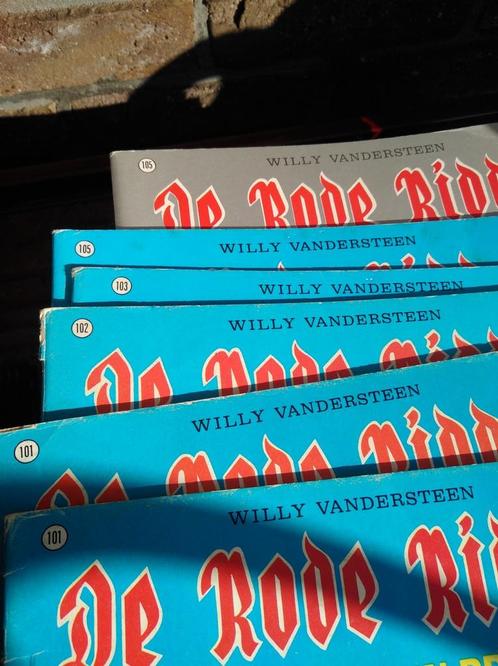 105 WILLY VANDERSTEEN
De Rode Ridd
105 WILLY VANDERSTEEN
103 WILLY VANDERSTEEN
102 WILLY VANDERSTEEN
De Rode Ridd
101 WILLY VANDERSTEEN
De Rode Ridd
101 WILLY VANDERSTEEN
De Rode Rid